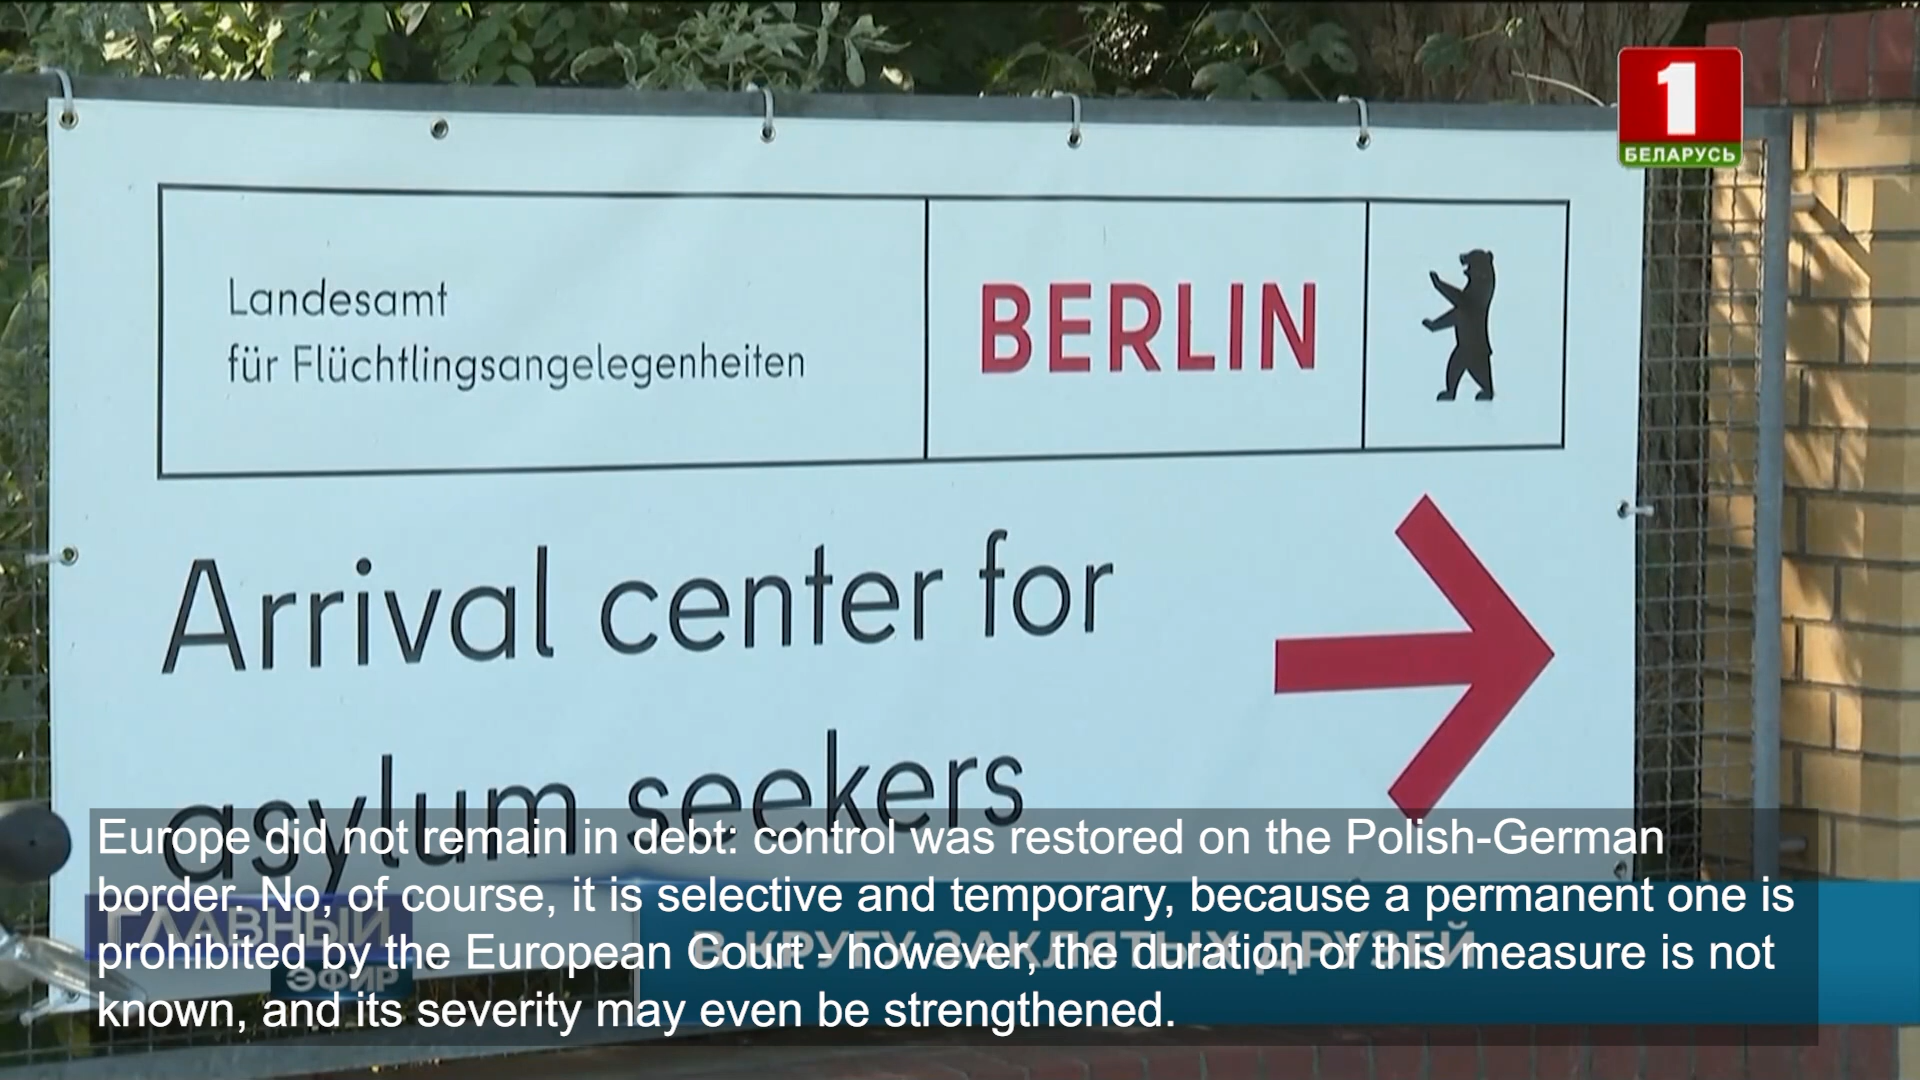 1
БЕЛАРУСЬ
Landesamt
für Flüchtlingsangelegenheiten
BERLIN
Arrival center for
asylum seekers
Europe did not remain in debt: control was restored on the Polish-German
border. No, of course, it is selective and temporary, because a permanent one is
prohibited by the European Court - however, the duration of this measure is not
known, and its severity may even be strengthened.
ГЛАВНЫЙ
ЭФИР
В КРУГУ ЗАКЛЯТЫХ ДРУЗЕЙ